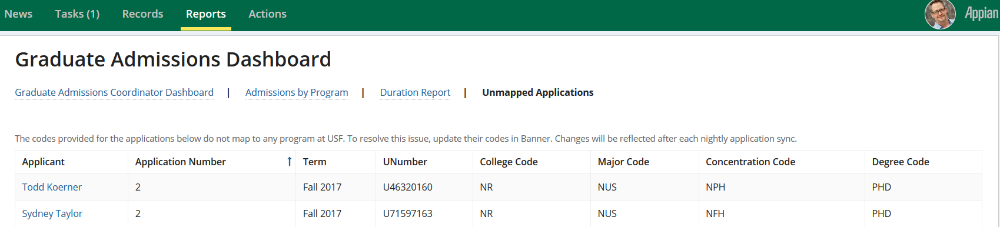 News Tasks (1) Records Reports Actions Appian
Graduate Admissions Dashboard
Graduate Admissions Coordinator Dashboard | Admissions by Program | Duration Report | Unmapped Applications
The codes provided for the applications below do not map to any program at USF. To resolve this issue, update their codes in Banner. Changes will be reflected after each nightly application sync.
Applicant Application Number ↑ Term UNumber College Code Major Code Concentration Code Degree Code
Todd Koerner 2 Fall 2017 U46320160 NR NUS NPH PHD
Sydney Taylor 2 Fall 2017 U71597163 NR NUS NFH PHD